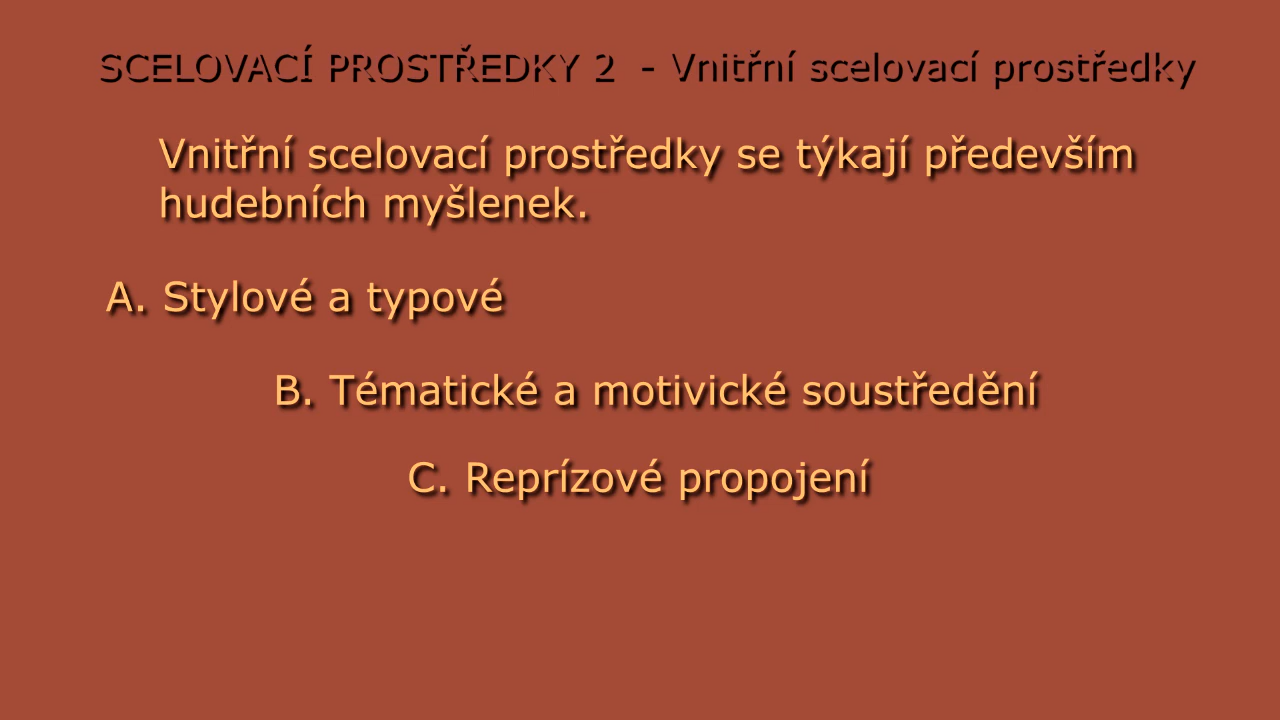 SCELOVACÍ PROSTŘEDKY 2 - Vnitřní scelovací prostředky
Vnitřní scelovací prostředky se týkají především
hudebních myšlenek.
A. Stylové a typové
B. Tématické a motivické soustředění
C. Reprízové propojení